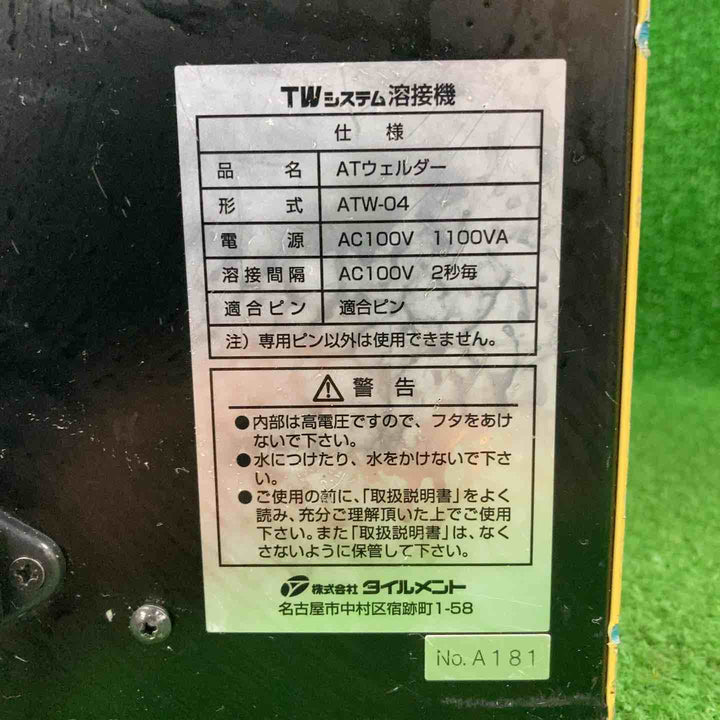 TWシステム溶接機
仕 様
品 名 ATウェルダー
形 式 ATW-04
電 源 AC100V 1100VA
溶接間隔 AC100V 2秒毎
適合ピン 適合ピン
注）専用ピン以外は使用できません。
⚠ 警 告
●内部は高電圧ですので、フタをあけ
ないで下さい。
●水につけたり、水をかけないで下さ
い。
●ご使用の前に、「取扱説明書」をよく
読み、充分ご理解頂いた上でご使用
下さい。また「取扱説明書」は、なく
さないように保管して下さい。
株式会社 タイルメント
名古屋市中村区宿跡町1-58
No. A181